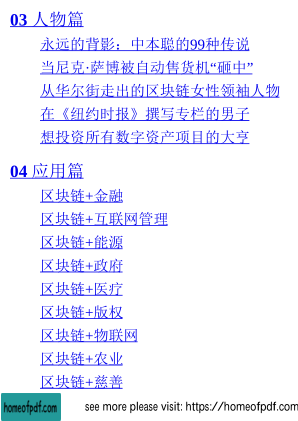 03 人物篇
永远的背影：中本聪的99种传说
当尼克·萨博被自动售货机“砸中”
从华尔街走出的区块链女性领袖人物
在《纽约时报》撰写专栏的男子
想投资所有数字资产项目的大亨
04 应用篇
区块链+金融
区块链+互联网管理
区块链+能源
区块链+政府
区块链+医疗
区块链+版权
区块链+物联网
区块链+农业
区块链+慈善
homeofpdf.com see more please visit: https://homeofpdf.com